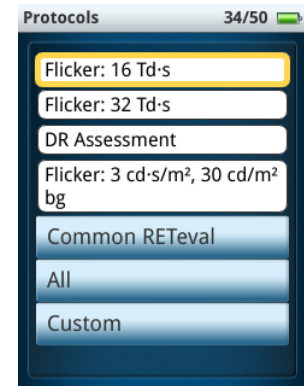 Protocols 34/50
Flicker: 16 Td·s
Flicker: 32 Td·s
DR Assessment
Flicker: 3 cd·s/m², 30 cd/m²
bg
Common RETeval
All
Custom